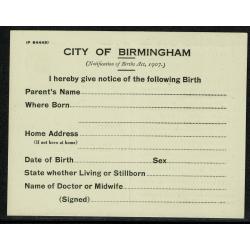 (P 64448)
CITY OF BIRMINGHAM
(Notification of Births Act, 1907.)
I hereby give notice of the following Birth
Parent's Name
Where Born
Home Address
(If not born at home)
Date of Birth Sex
State whether Living or Stillborn
Name of Doctor or Midwife
(Signed)